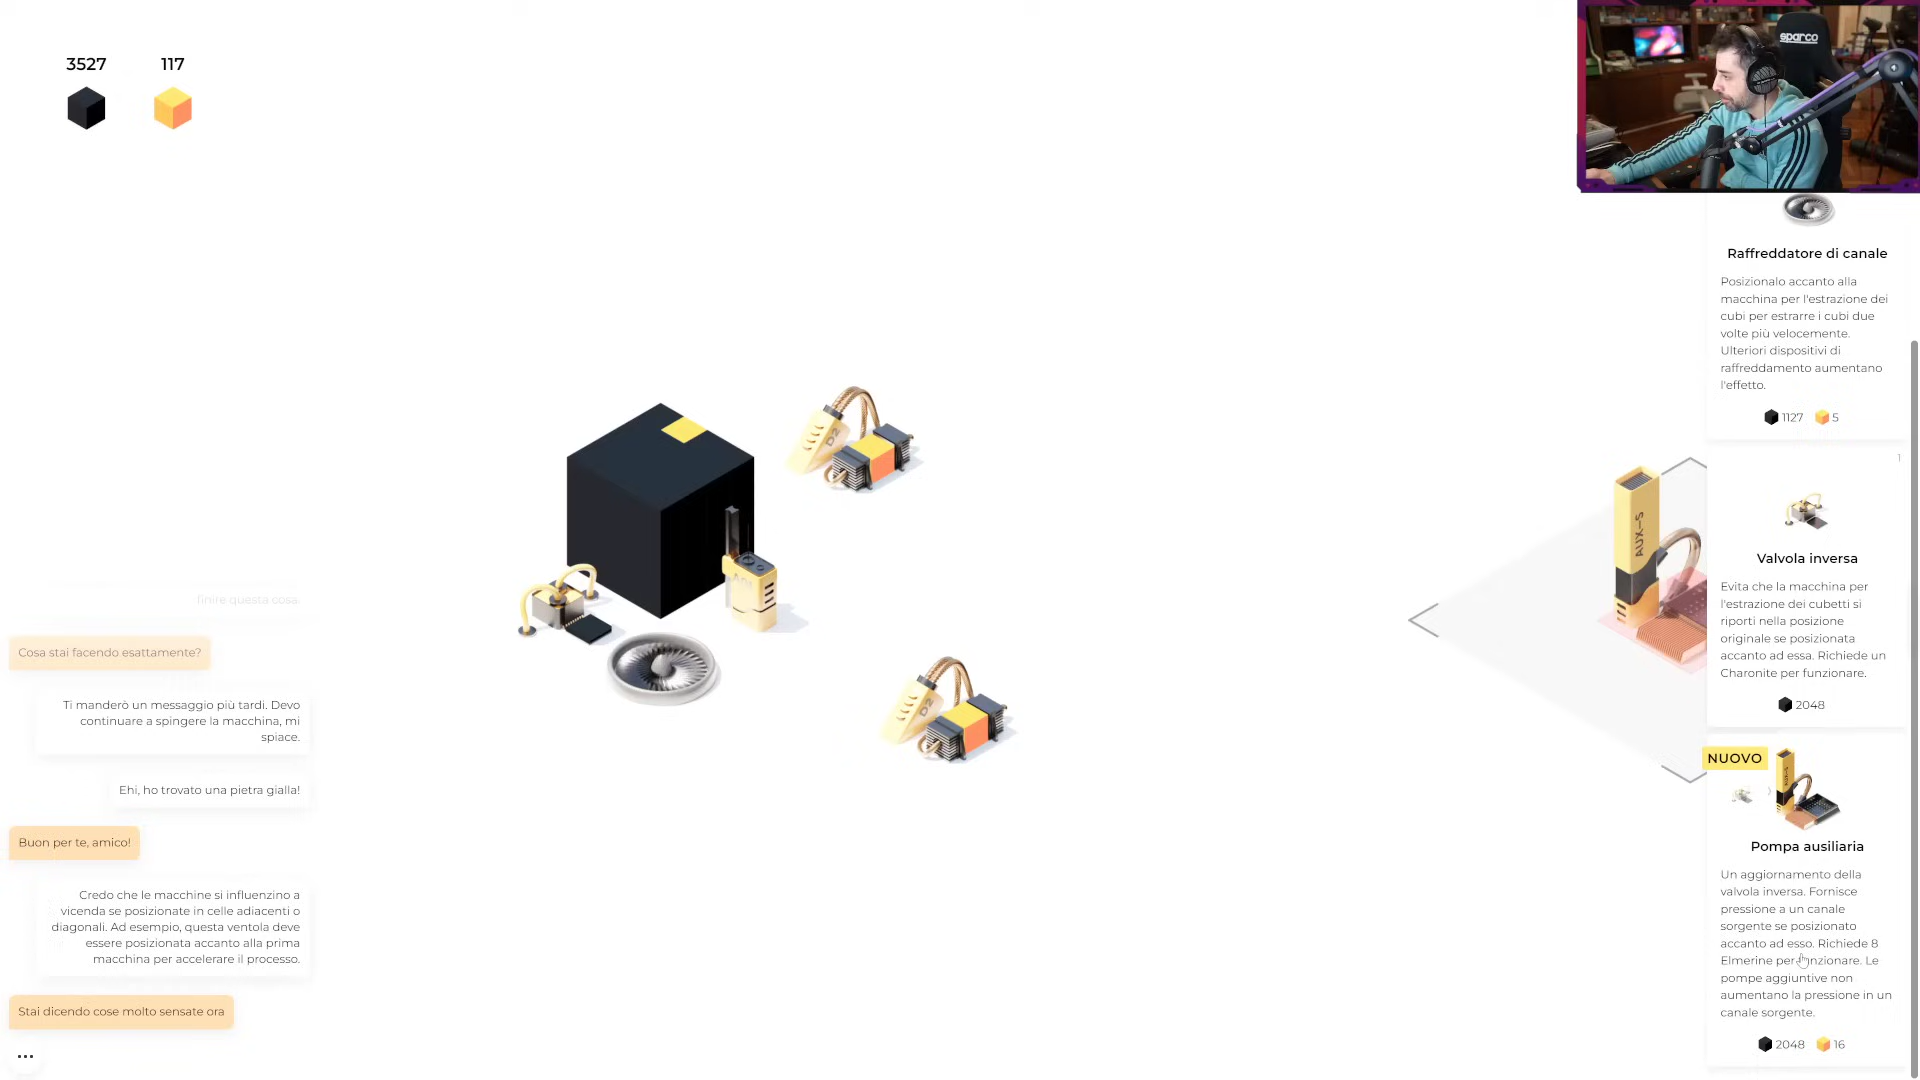 3527
117
sparco
Raffreddatore di canale
Posizionalo accanto alla
macchina per l'estrazione dei
cubi per estrarre i cubi due
volte più velocemente.
Ulteriori dispositivi di
raffreddamento aumentano
l'effetto.
1127
5
D2
AUX-S
1
Valvola inversa
Evita che la macchina per
l'estrazione dei cubetti si
riporti nella posizione
originale se posizionata
accanto ad essa. Richiede un
Charonite per funzionare.
2048
D2
NUOVO
AUX-S
Pompa ausiliaria
Un aggiornamento della
valvola inversa. Fornisce
pressione a un canale
sorgente se posizionato
accanto ad esso. Richiede 8
Elmerine per funzionare. Le
pompe aggiuntive non
aumentano la pressione in un
canale sorgente.
2048
16
finire questa cosa.
Cosa stai facendo esattamente?
Ti manderò un messaggio più tardi. Devo
continuare a spingere la macchina, mi
spiace.
Ehi, ho trovato una pietra gialla!
Buon per te, amico!
Credo che le macchine si influenzino a
vicenda se posizionate in celle adiacenti o
diagonali. Ad esempio, questa ventola deve
essere posizionata accanto alla prima
macchina per accelerare il processo.
Stai dicendo cose molto sensate ora
...